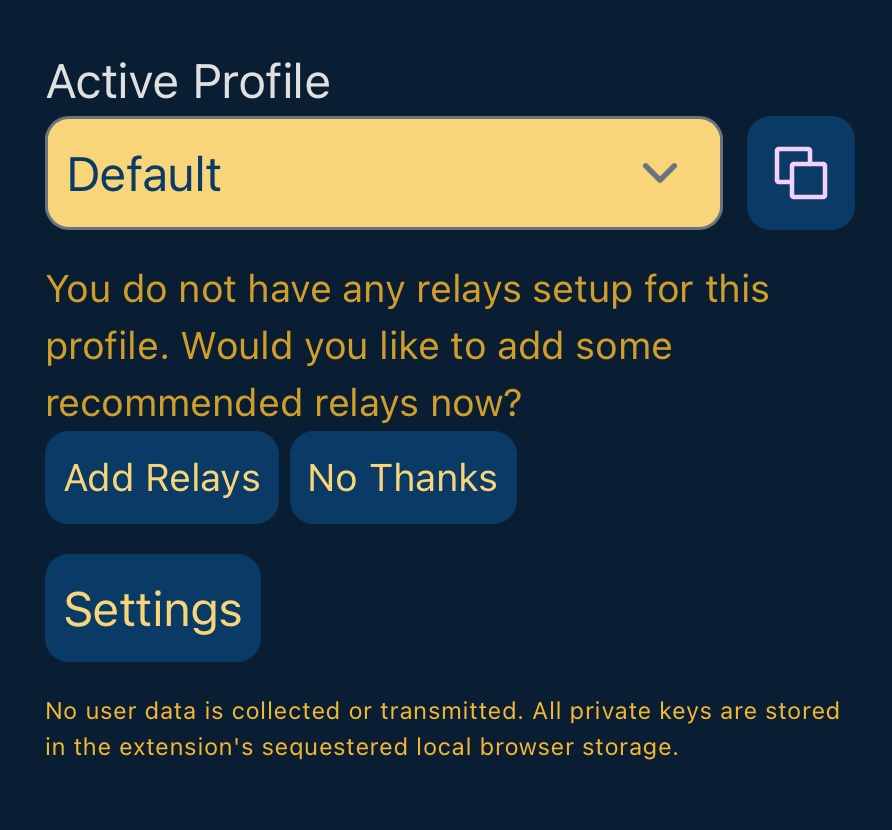 Active Profile
Default
You do not have any relays setup for this
profile. Would you like to add some
recommended relays now?
Add Relays
No Thanks
Settings
No user data is collected or transmitted. All private keys are stored
in the extension's sequestered local browser storage.